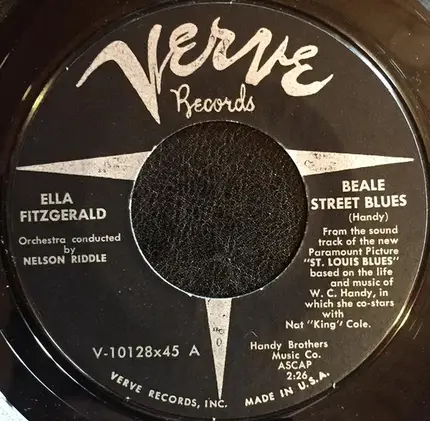 Verve
Records
ELLA
FITZGERALD
Orchestra conducted
by
NELSON RIDDLE
BEALE
STREET BLUES
(Handy)
From the sound
track of the new
Paramount Picture
"ST. LOUIS BLUES"
based on the life
and music of
W. C. Handy, in
which she co-stars
with
Nat "King" Cole.
V-10128x45 A
Handy Brothers
Music Co.
ASCAP
2:26
VERVE RECORDS, INC. MADE IN U.S.A.